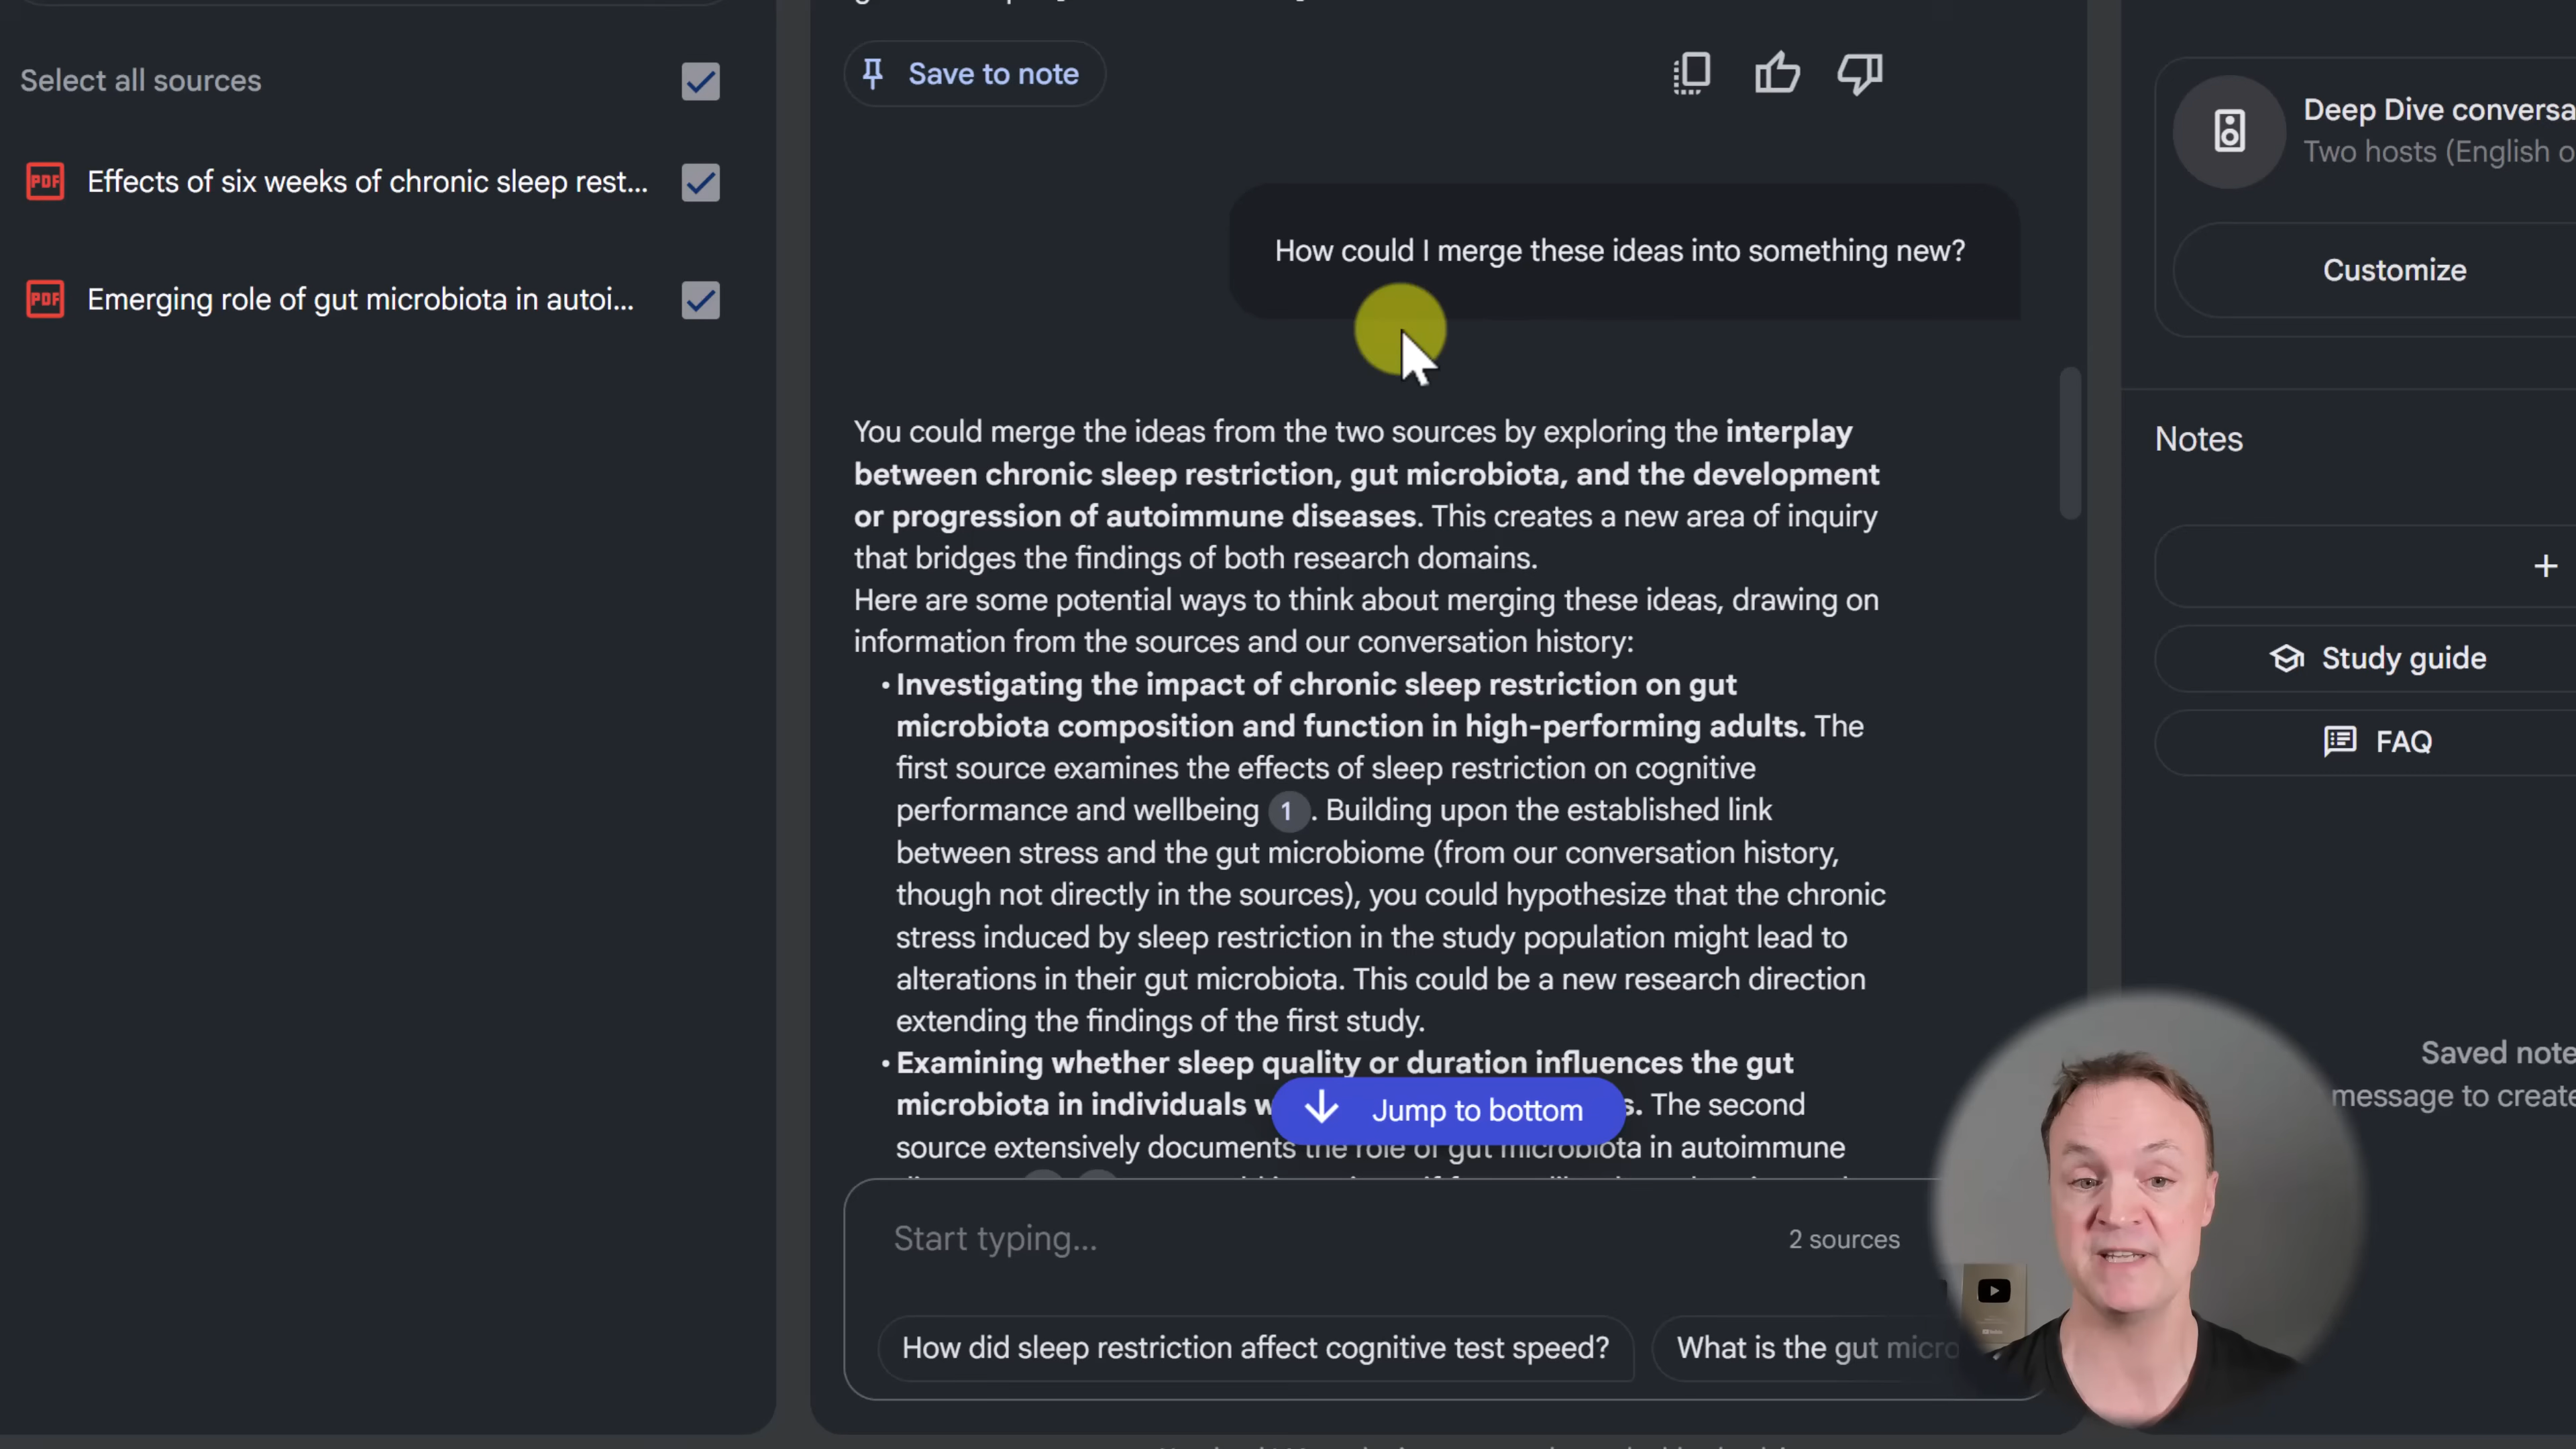 Select all sources
Effects of six weeks of chronic sleep rest...
Emerging role of gut microbiota in autoi...
Save to note
How could I merge these ideas into something new?
You could merge the ideas from the two sources by exploring the interplay
between chronic sleep restriction, gut microbiota, and the development
or progression of autoimmune diseases. This creates a new area of inquiry
that bridges the findings of both research domains.
Here are some potential ways to think about merging these ideas, drawing on
information from the sources and our conversation history:
• Investigating the impact of chronic sleep restriction on gut
microbiota composition and function in high-performing adults. The
first source examines the effects of sleep restriction on cognitive
performance and wellbeing 1. Building upon the established link
between stress and the gut microbiome (from our conversation history,
though not directly in the sources), you could hypothesize that the chronic
stress induced by sleep restriction in the study population might lead to
alterations in their gut microbiota. This could be a new research direction
extending the findings of the first study.
• Examining whether sleep quality or duration influences the gut
microbiota in individuals w s. The second
Jump to bottom
source extensively documents the role of gut microbiota in autoimmune
Start typing...
2 sources
How did sleep restriction affect cognitive test speed?
What is the gut micro
Deep Dive conversa
Two hosts (English o
Customize
Notes
+
Study guide
FAQ
Saved note
message to create